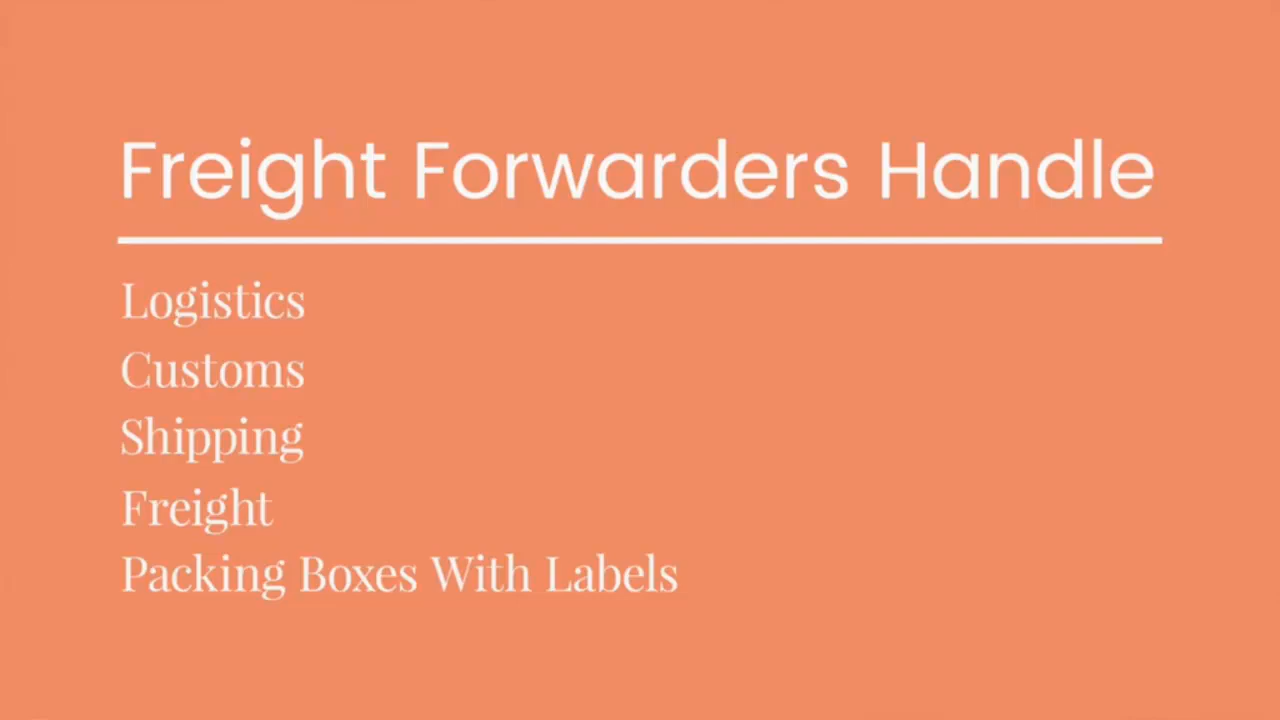 Freight Forwarders Handle
Logistics
Customs
Shipping
Freight
Packing Boxes With Labels